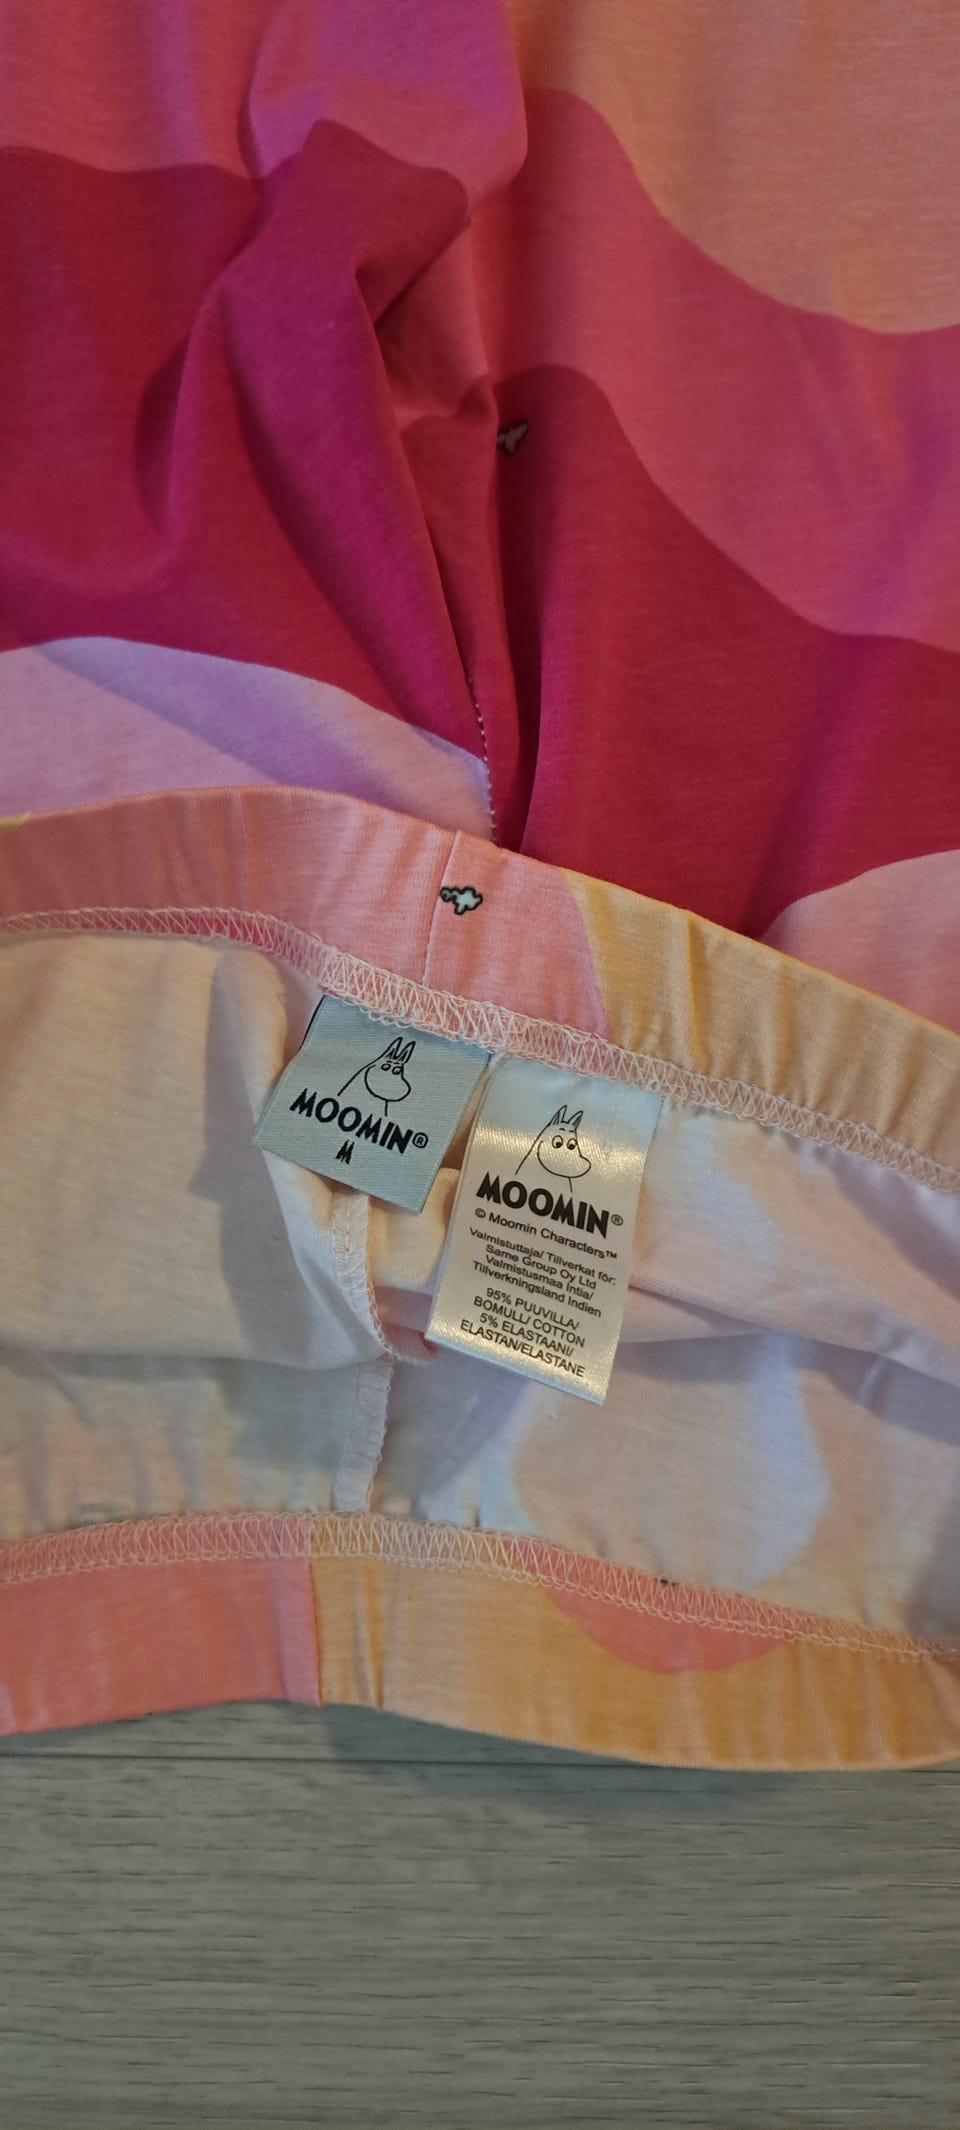 MOOMIN®
M
MOOMIN®
© Moomin Characters™
Valmistuttaja/ Tillverkat för:
Same Group Oy Ltd
Valmistusmaa Intia/
Tillverkningsland Indien
95% PUUVILLA/
BOMULL/ COTTON
5% ELASTAANI/
ELASTAN/ELASTANE